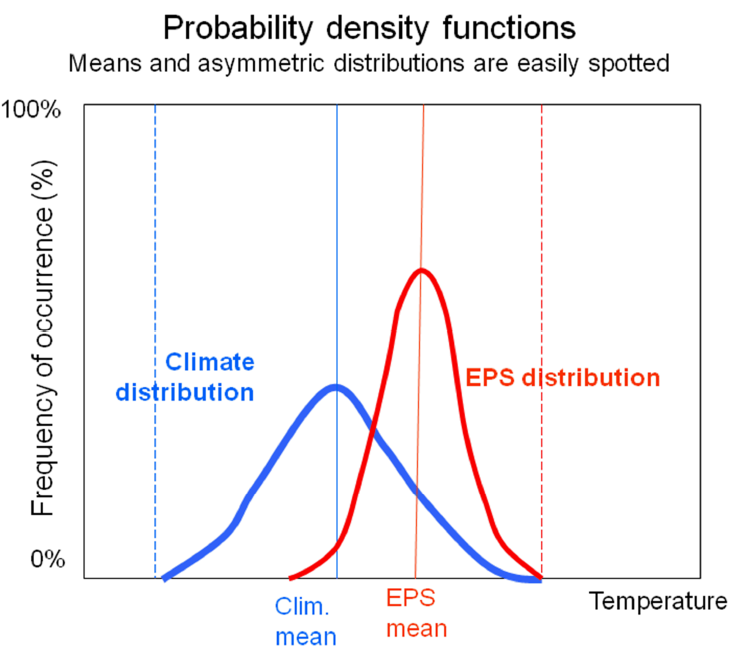 Probability density functions
Means and asymmetric distributions are easily spotted
100%
Frequency of occurrence (%)
Climate
distribution
EPS distribution
0%
Clim.
mean
EPS
mean
Temperature